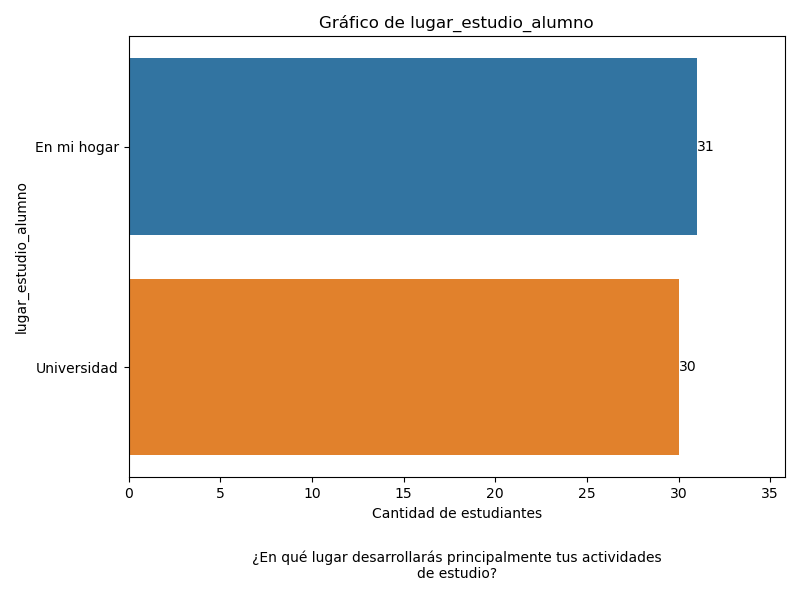 Gráfico de lugar_estudio_alumno
lugar_estudio_alumno
En mi hogar
31
Universidad
30
0 5 10 15 20 25 30 35
Cantidad de estudiantes
¿En qué lugar desarrollarás principalmente tus actividades
de estudio?